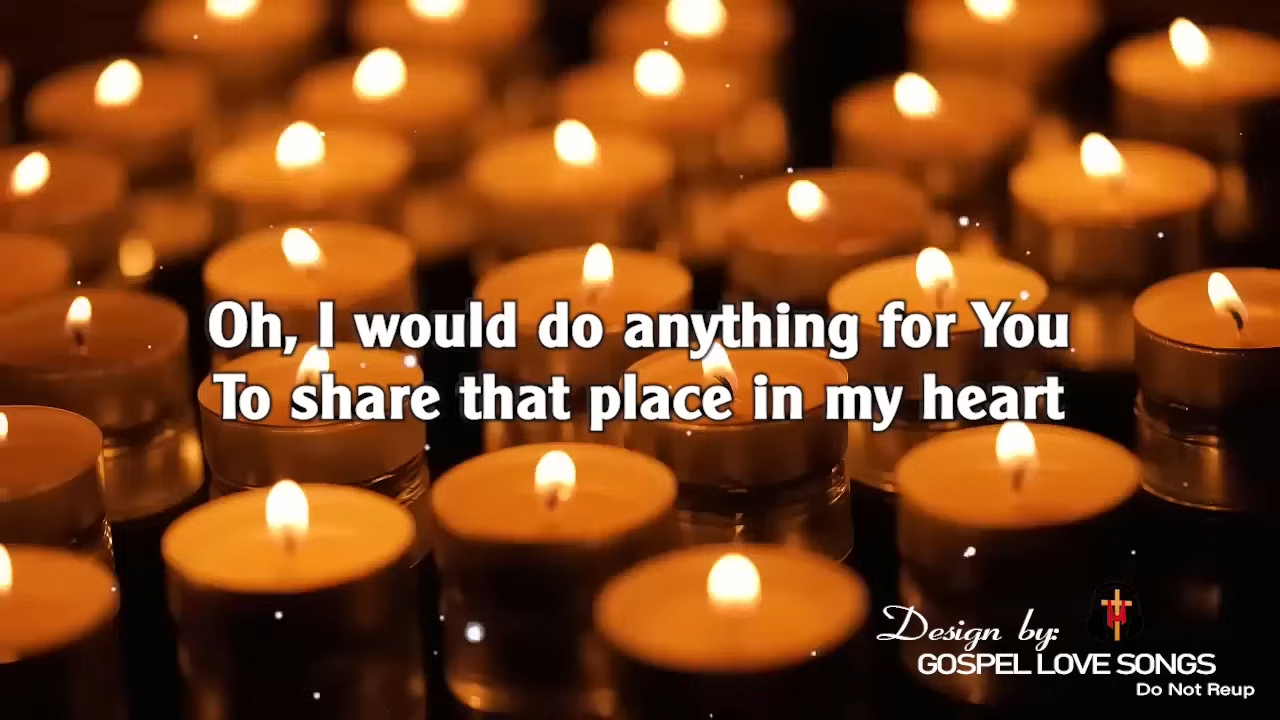 Oh, I would do anything for You
To share that place in my heart
Design by:
GOSPEL LOVE SONGS
Do Not Reup